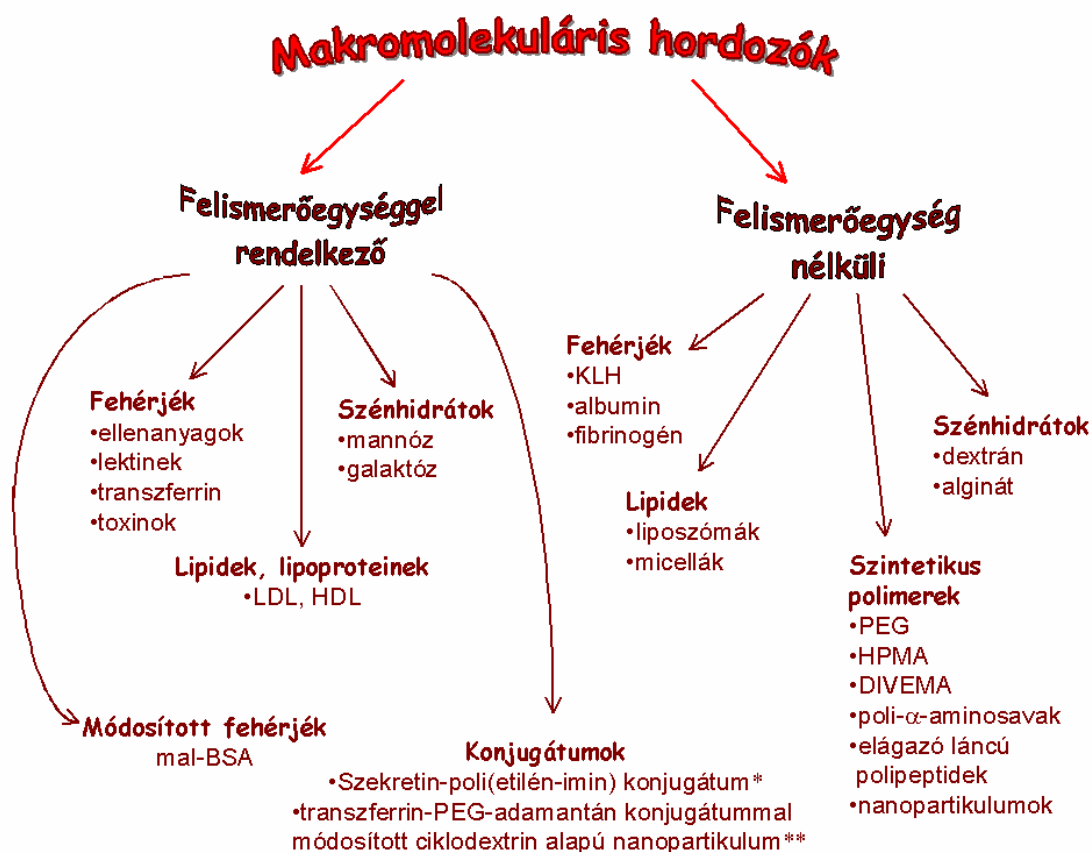 Makromolekuláris hordozók
Felismerőegységgel
rendelkező
Fehérjék
•ellenanyagok
•lektinek
•transzferrin
•toxinok
Szénhidrátok
•mannóz
•galaktóz
Lipidek, lipoproteinek
•LDL, HDL
Módosított fehérjék
mal-BSA
Konjugátumok
•Szekretin-poli(etilén-imin) konjugátum*
•transzferrin-PEG-adamantán konjugátummal
módosított ciklodextrin alapú nanopartikulum**
Felismerőegység
nélküli
Fehérjék
•KLH
•albumin
•fibrinogén
Lipidek
•liposzómák
•micellák
Szénhidrátok
•dextrán
•alginát
Szintetikus
polimerek
•PEG
•HPMA
•DIVEMA
•poli-α-aminosavak
•elágazó láncú
polipeptidek
•nanopartikulumok